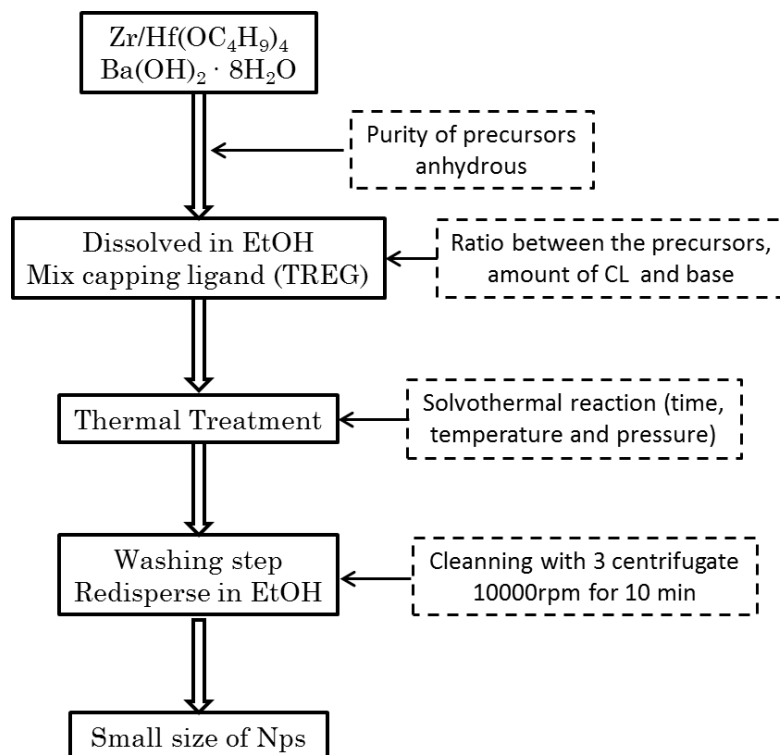 Zr/Hf(OC₄H₉)₄
Ba(OH)₂ · 8H₂O
Purity of precursors
anhydrous
Dissolved in EtOH
Mix capping ligand (TREG)
Ratio between the precursors,
amount of CL and base
Thermal Treatment
Solvothermal reaction (time,
temperature and pressure)
Washing step
Redisperse in EtOH
Cleanning with 3 centrifugate
10000rpm for 10 min
Small size of Nps